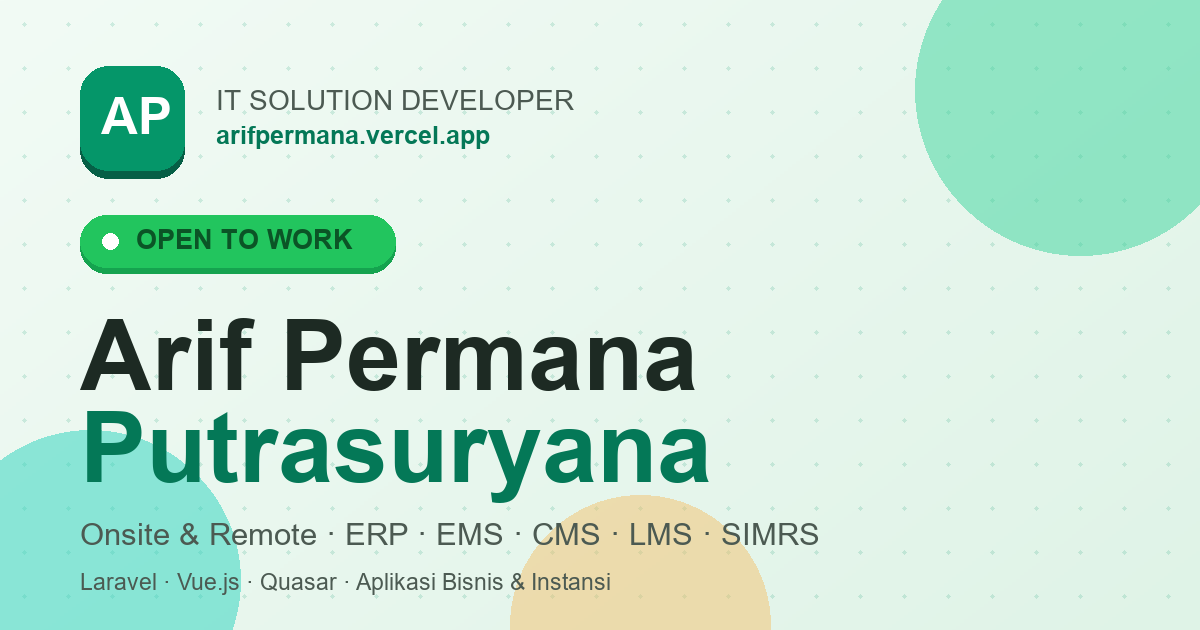 AP
IT SOLUTION DEVELOPER
arifpermana.vercel.app
OPEN TO WORK
Arif Permana
Putrasuryana
Onsite & Remote · ERP · EMS · CMS · LMS · SIMRS
Laravel · Vue.js · Quasar · Aplikasi Bisnis & Instansi